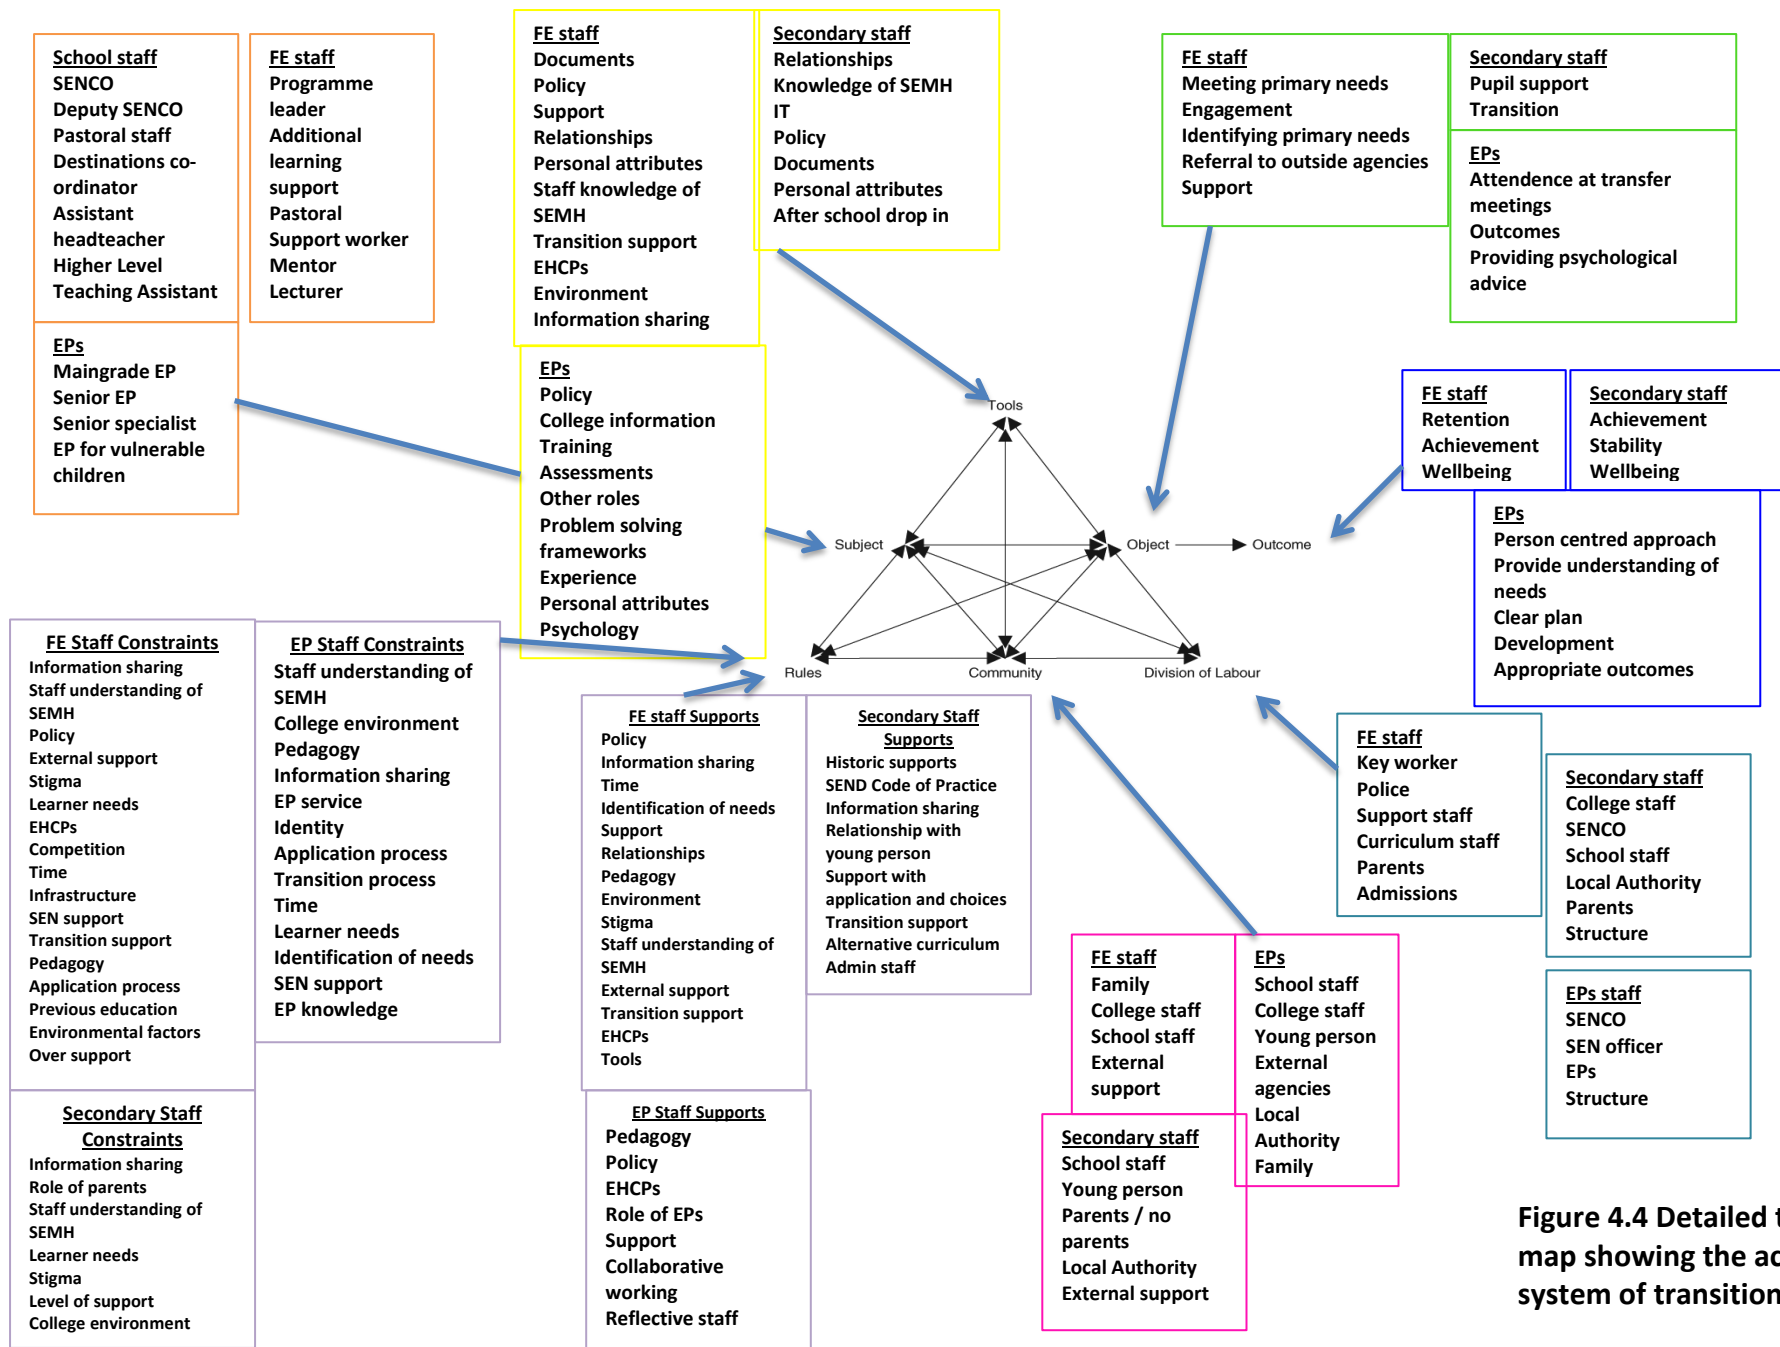 School staff
SENCO
Deputy SENCO
Pastoral staff
Destinations co-
ordinator
Assistant
headteacher
Higher Level
Teaching Assistant
FE staff
Programme
leader
Additional
learning
support
Pastoral
Support worker
Mentor
Lecturer
EPs
Maingrade EP
Senior EP
Senior specialist
EP for vulnerable
children
FE staff
Documents
Policy
Support
Relationships
Personal attributes
Staff knowledge of
SEMH
Transition support
EHCPs
Environment
Information sharing
Secondary staff
Relationships
Knowledge of SEMH
IT
Policy
Documents
Personal attributes
After school drop in
EPs
Policy
College information
Training
Assessments
Other roles
Problem solving
frameworks
Experience
Personal attributes
Psychology
FE staff
Meeting primary needs
Engagement
Identifying primary needs
Referral to outside agencies
Support
Secondary staff
Pupil support
Transition
EPs
Attendence at transfer
meetings
Outcomes
Providing psychological
advice
FE staff
Retention
Achievement
Wellbeing
Secondary staff
Achievement
Stability
Wellbeing
EPs
Person centred approach
Provide understanding of
needs
Clear plan
Development
Appropriate outcomes
Tools
Subject
Object
Outcome
Rules
Community
Division of Labour
FE Staff Constraints
Information sharing
Staff understanding of
SEMH
Policy
External support
Stigma
Learner needs
EHCPs
Competition
Time
Infrastructure
SEN support
Transition support
Pedagogy
Application process
Previous education
Environmental factors
Over support
EP Staff Constraints
Staff understanding of
SEMH
College environment
Pedagogy
Information sharing
EP service
Identity
Application process
Transition process
Time
Learner needs
Identification of needs
SEN support
EP knowledge
Secondary Staff
Constraints
Information sharing
Role of parents
Staff understanding of
SEMH
Learner needs
Stigma
Level of support
College environment
FE staff Supports
Policy
Information sharing
Time
Identification of needs
Support
Relationships
Pedagogy
Environment
Stigma
Staff understanding of
SEMH
External support
Transition support
EHCPs
Tools
Secondary Staff
Supports
Historic supports
SEND Code of Practice
Information sharing
Relationship with
young person
Support with
application and choices
Transition support
Alternative curriculum
Admin staff
EP Staff Supports
Pedagogy
Policy
EHCPs
Role of EPs
Support
Collaborative
working
Reflective staff
FE staff
Family
College staff
School staff
External
support
EPs
School staff
College staff
Young person
External
agencies
Local
Authority
Family
Secondary staff
School staff
Young person
Parents / no
parents
Local Authority
External support
FE staff
Key worker
Police
Support staff
Curriculum staff
Parents
Admissions
Secondary staff
College staff
SENCO
School staff
Local Authority
Parents
Structure
EPs staff
SENCO
SEN officer
EPs
Structure
Figure 4.4 Detailed
map showing the
system of transition